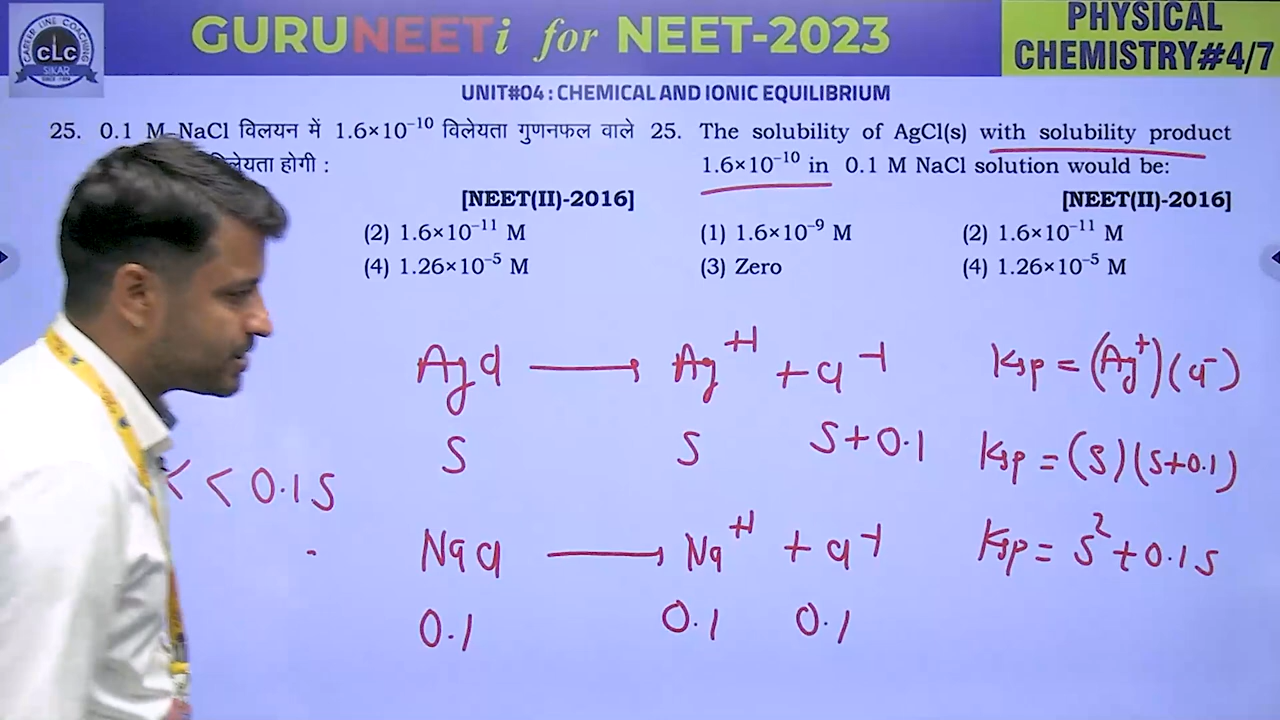 GURUNEETi for NEET-2023
PHYSICAL
CHEMISTRY#4/7
CAREER LINE COACHING
CLC
SIKAR
UNIT#04 : CHEMICAL AND IONIC EQUILIBRIUM
25. 0.1 M NaCl विलयन में 1.6×10⁻¹⁰ विलेयता गुणनफल वाले
होगी :
[NEET(II)-2016]
(2) 1.6×10⁻¹¹ M
(4) 1.26×10⁻⁵ M
25. The solubility of AgCl(s) with solubility product
1.6×10⁻¹⁰ in 0.1 M NaCl solution would be:
[NEET(II)-2016]
(1) 1.6×10⁻⁹ M (2) 1.6×10⁻¹¹ M
(3) Zero (4) 1.26×10⁻⁵ M
AgCl ⟶ Ag⁺¹ + Cl⁻¹
S S S+0.1
NaCl ⟶ Na⁺¹ + Cl⁻¹
0.1 0.1 0.1
Ksp = (Ag⁺)(Cl⁻)
Ksp = (S)(S+0.1)
Ksp = S² + 0.1S
<< 0.1S